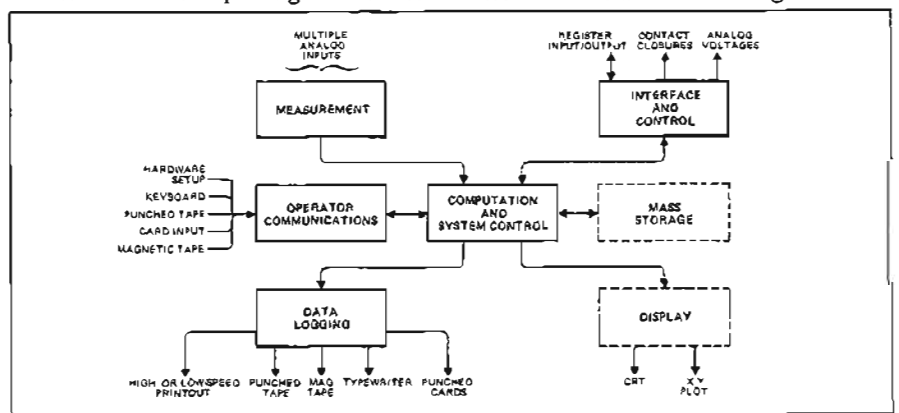 MULTIPLE
ANALOG
INPUTS
REGISTER
INPUT/OUTPUT
CONTACT
CLOSURES
ANALOG
VOLTAGES
MEASUREMENT
INTERFACE
AND
CONTROL
HARDWARE
SETUP
KEYBOARD
PUNCHED TAPE
CARD INPUT
MAGNETIC TAPE
OPERATOR
COMMUNICATIONS
COMPUTATION
AND
SYSTEM CONTROL
MASS
STORAGE
DATA
LOGGING
DISPLAY
HIGH OR LOW SPEED
PRINTOUT
PUNCHED
TAPE
MAG
TAPE
TYPEWRITER
PUNCHED
CARDS
CRT
X Y
PLOT